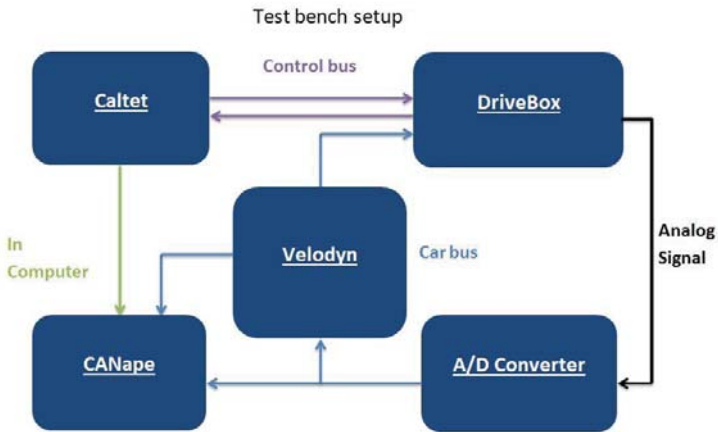 Test bench setup
Control bus
Caltet
DriveBox
In
Computer
Velodyn
Car bus
Analog
Signal
CANape
A/D Converter